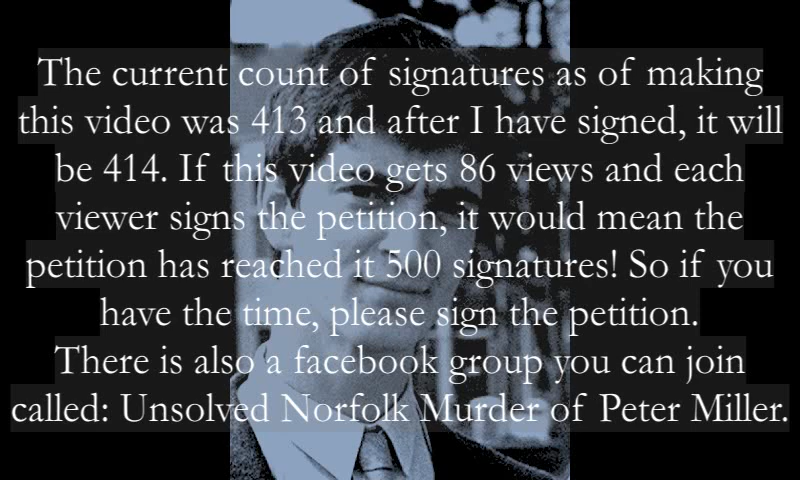 The current count of signatures as of making
this video was 413 and after I have signed, it will
be 414. If this video gets 86 views and each
viewer signs the petition, it would mean the
petition has reached it 500 signatures! So if you
have the time, please sign the petition.
There is also a facebook group you can join
called: Unsolved Norfolk Murder of Peter Miller.